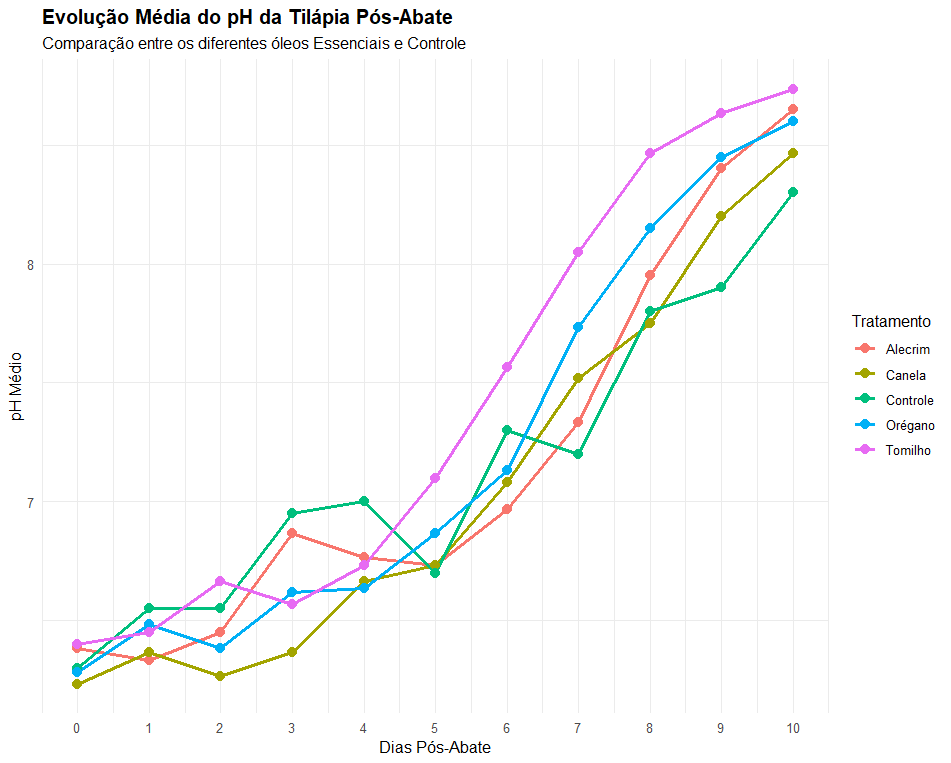 Evolução Média do pH da Tilápia Pós-Abate
Comparação entre os diferentes óleos Essenciais e Controle
8
7
pH Médio
0 1 2 3 4 5 6 7 8 9 10
Dias Pós-Abate
Tratamento
Alecrim
Canela
Controle
Orégano
Tomilho